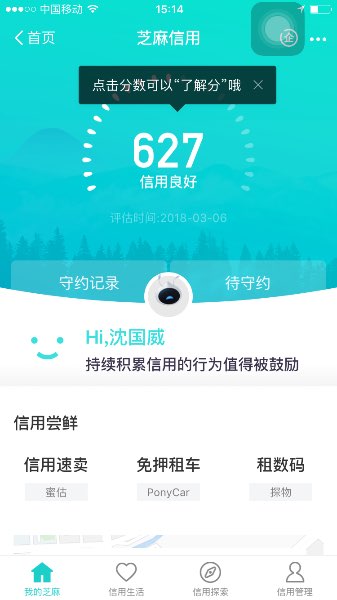 中国移动 15:14
首页 芝麻信用 企
点击分数可以“了解分”哦
627
信用良好
评估时间:2018-03-06
守约记录 待守约
Hi,沈国威
持续积累信用的行为值得被鼓励
信用尝鲜
信用速卖 免押租车 租数码
蜜估 PonyCar 探物
我的芝麻 信用生活 信用探索 信用管理